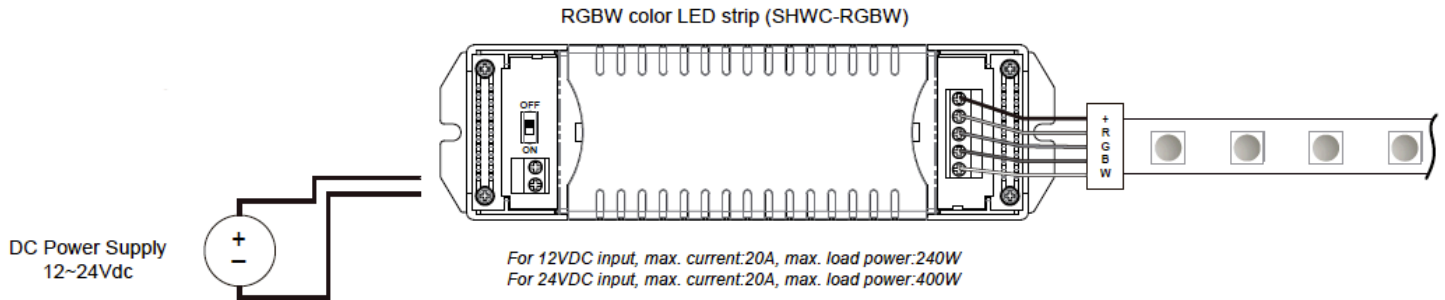 RGBW color LED strip (SHWC-RGBW)
OFF
ON
+
R
G
B
W
DC Power Supply
12~24Vdc
+
−
For 12VDC input, max. current:20A, max. load power:240W
For 24VDC input, max. current:20A, max. load power:400W